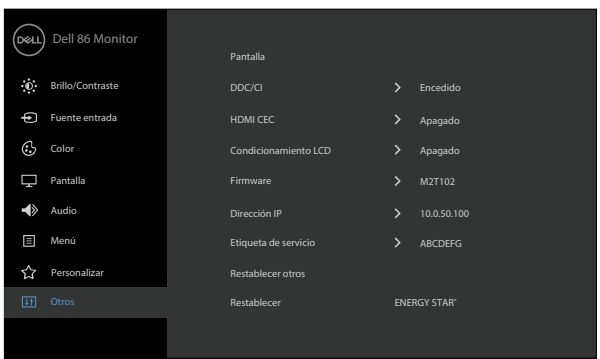 DELL Dell 86 Monitor
Pantalla
Brillo/Contraste
DDC/CI Encedido
Fuente entrada
HDMI CEC Apagado
Color
Condicionamiento LCD Apagado
Pantalla
Firmware M2T102
Audio
Dirección IP 10.0.50.100
Menú
Etiqueta de servicio ABCDEFG
Personalizar
Restablecer otros
Otros
Restablecer ENERGY STAR®